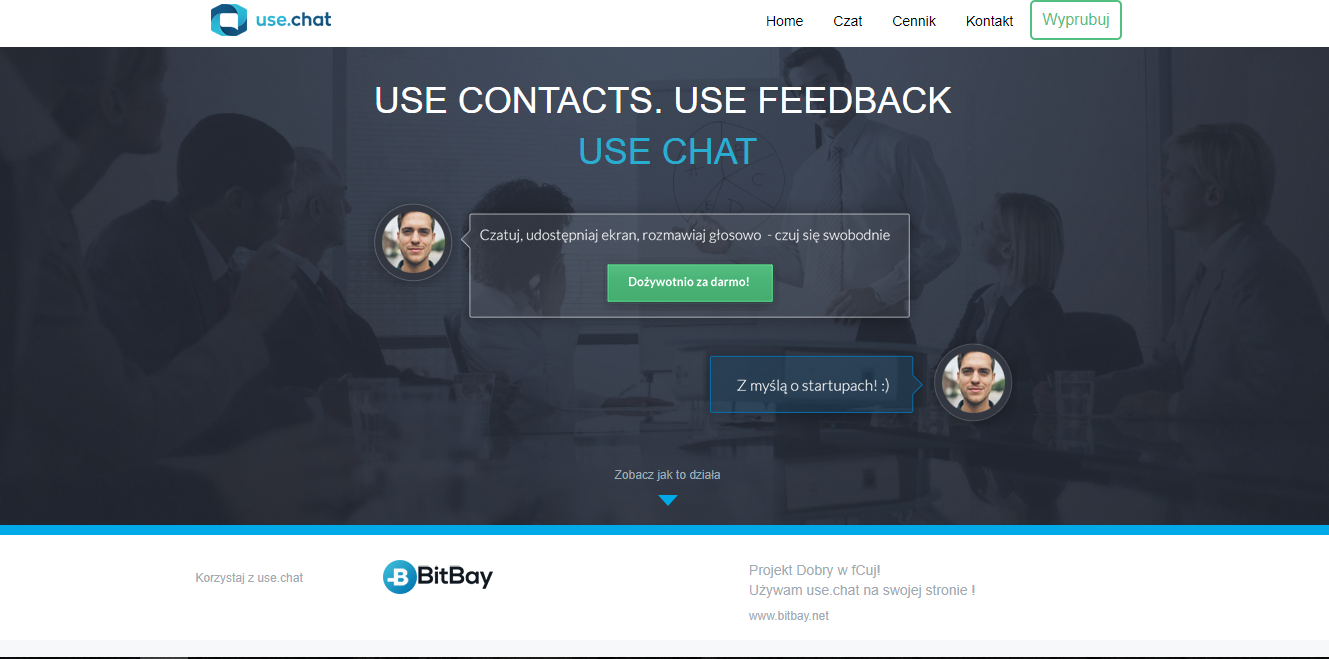 use.chat
Home Czat Cennik Kontakt Wyprubuj
USE CONTACTS. USE FEEDBACK
USE CHAT
Czatuj, udostępniaj ekran, rozmawiaj głosowo - czuj się swobodnie
Dożywotnio za darmo!
Z myślą o startupach! :)
Zobacz jak to działa
Korzystaj z use.chat
BitBay
Projekt Dobry w fCuj!
Używam use.chat na swojej stronie !
www.bitbay.net